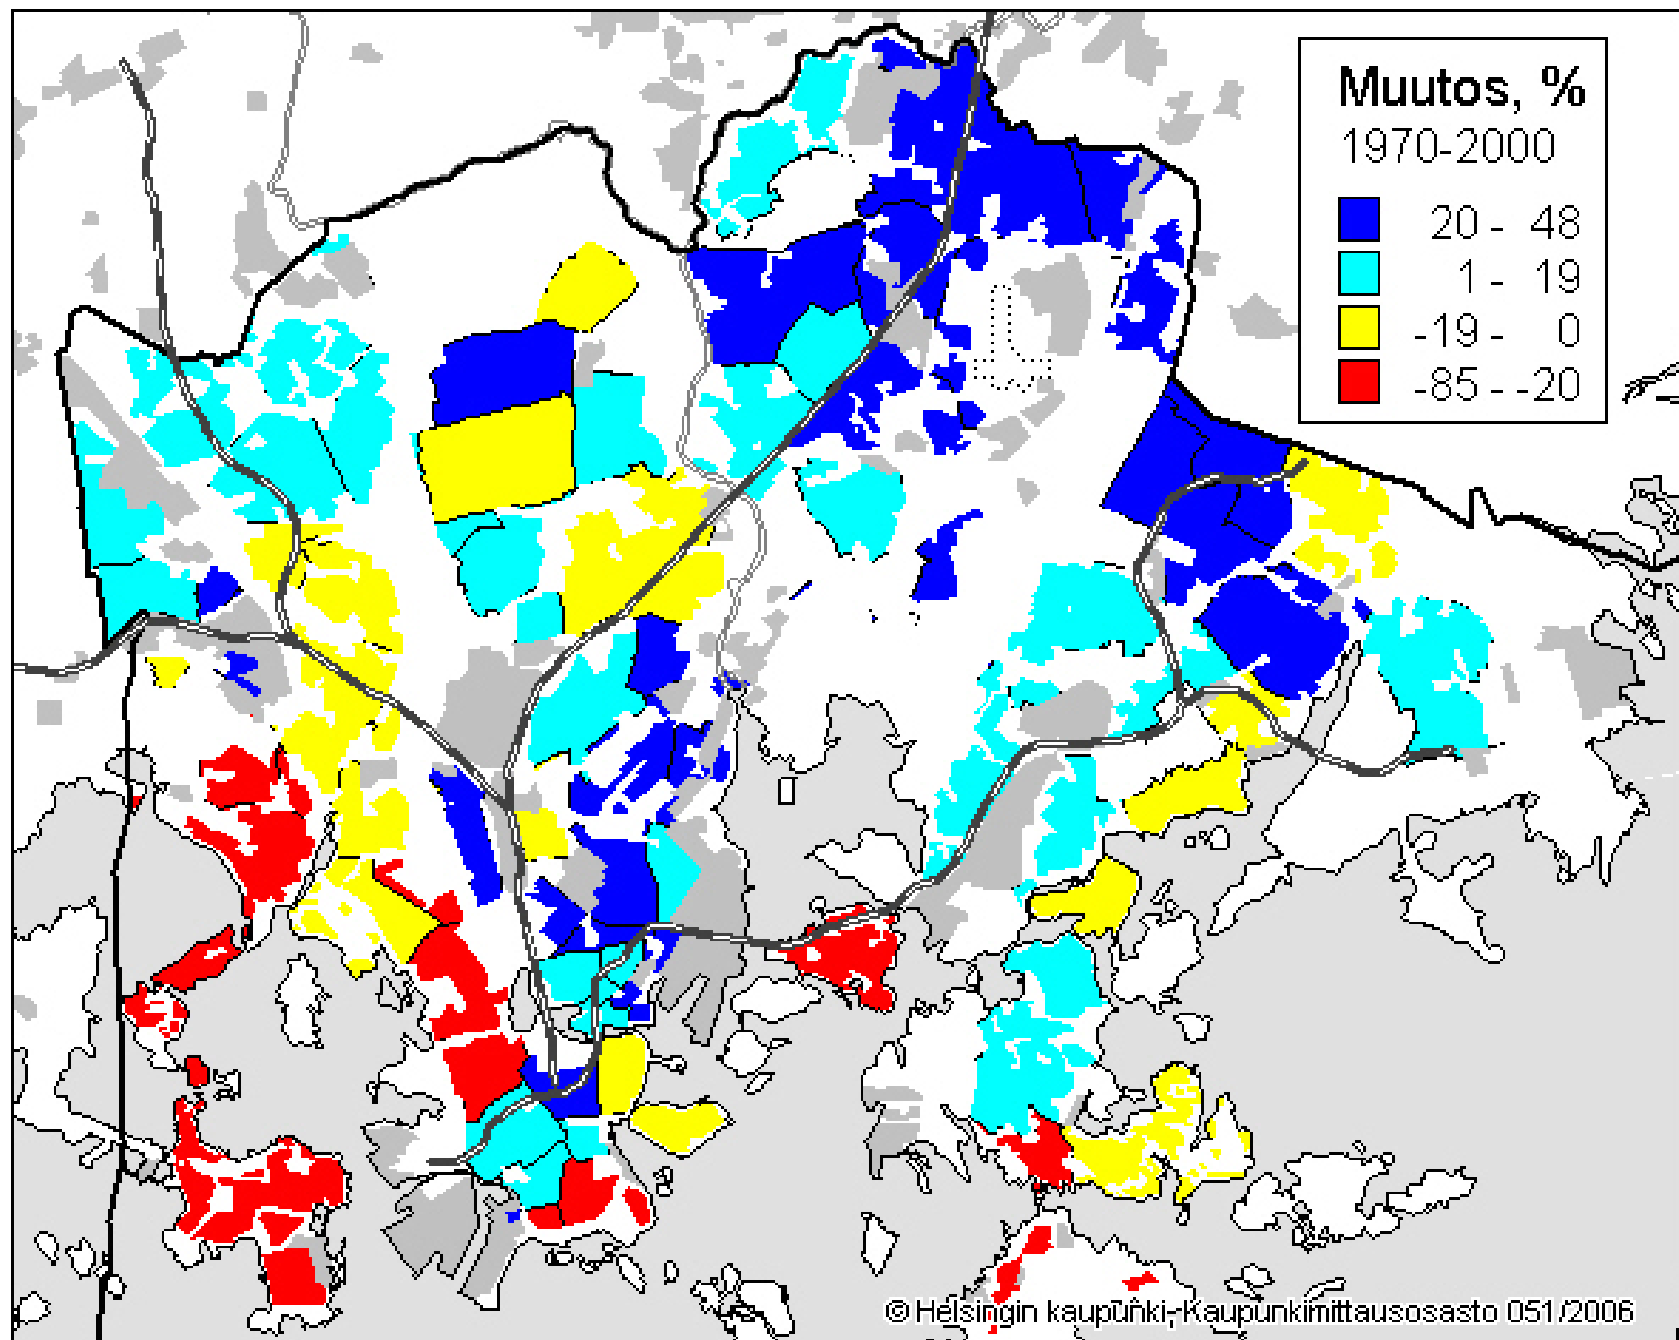 Muutos, %
1970-2000
20 - 48
1 - 19
-19 - 0
-85 - -20
© Helsingin kaupunki, Kaupunkimittausosasto 051/2006